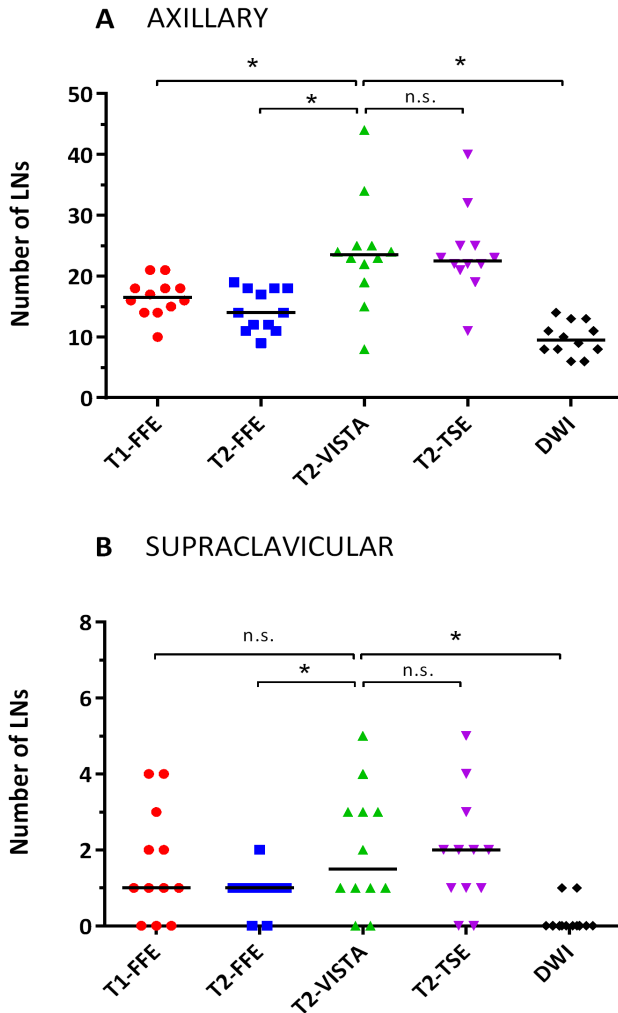 A AXILLARY
* *
* n.s.
50
40
30
20
10
0
Number of LNs
T1-FFE T2-FFE T2-VISTA T2-TSE DWI
B SUPRACLAVICULAR
n.s. *
* n.s.
8
6
4
2
0
Number of LNs
T1-FFE T2-FFE T2-VISTA T2-TSE DWI